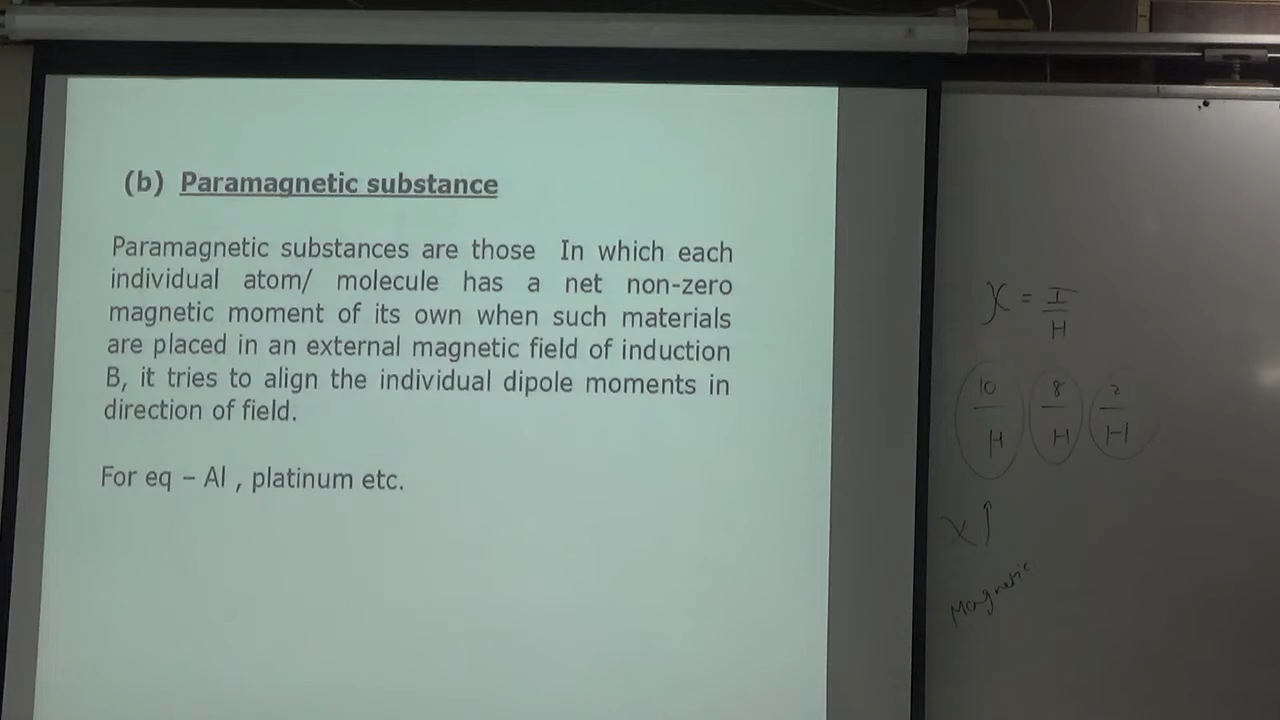 (b) Paramagnetic substance
Paramagnetic substances are those In which each
individual atom/ molecule has a net non-zero
magnetic moment of its own when such materials
are placed in an external magnetic field of induction
B, it tries to align the individual dipole moments in
direction of field.
For eq – Al , platinum etc.
χ = I/H
10/H 8/H 2/H
χ↑
Magnetic